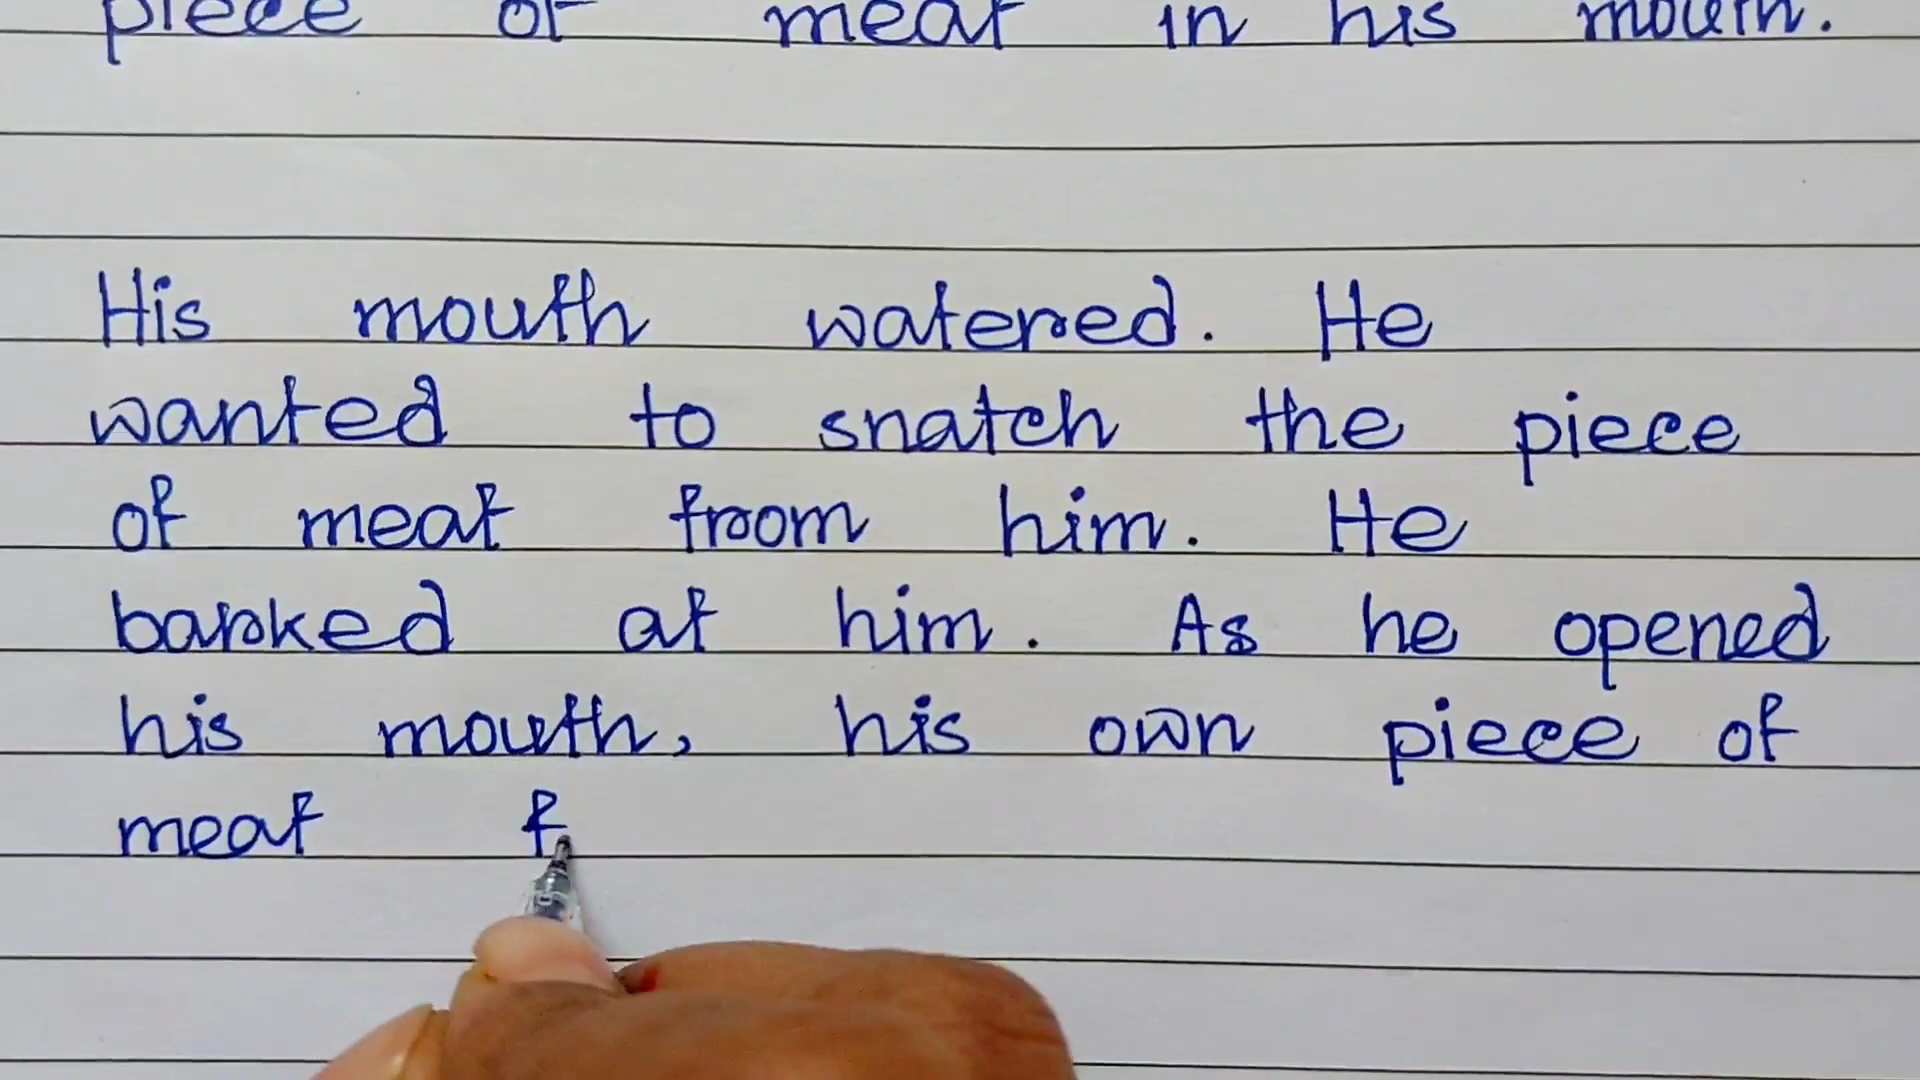 piece of meat in his mouth.
His mouth watered. He
wanted to snatch the piece
of meat from him. He
barked at him. As he opened
his mouth, his own piece of
meat f